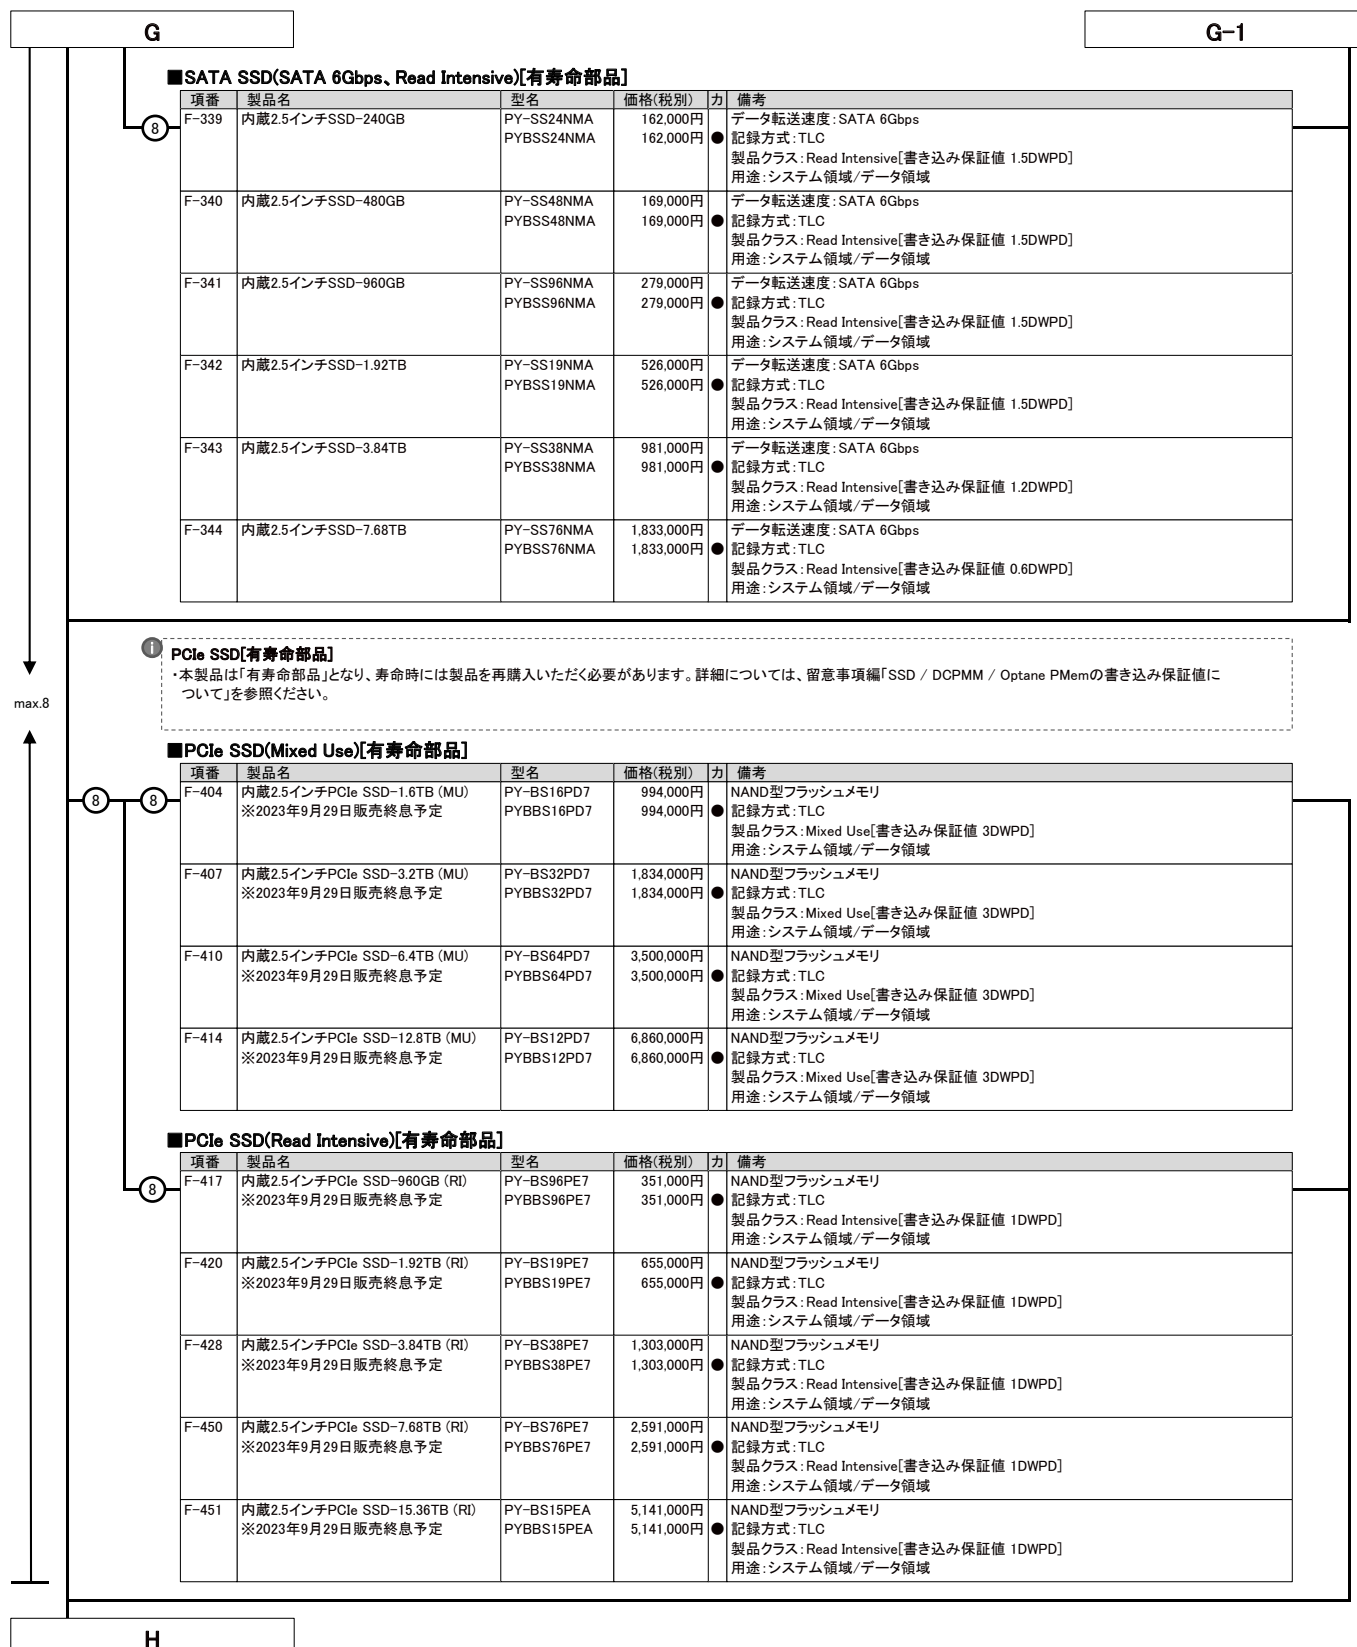 G
G-1
■SATA SSD(SATA 6Gbps、Read Intensive)[有寿命部品]
項番 製品名 型名 価格(税別) カ 備考
F-339 内蔵2.5インチSSD-240GB PY-SS24NMA 162,000円 データ転送速度:SATA 6Gbps
PYBSS24NMA 162,000円 ● 記録方式:TLC
製品クラス:Read Intensive[書き込み保証値 1.5DWPD]
用途:システム領域/データ領域
F-340 内蔵2.5インチSSD-480GB PY-SS48NMA 169,000円 データ転送速度:SATA 6Gbps
PYBSS48NMA 169,000円 ● 記録方式:TLC
製品クラス:Read Intensive[書き込み保証値 1.5DWPD]
用途:システム領域/データ領域
F-341 内蔵2.5インチSSD-960GB PY-SS96NMA 279,000円 データ転送速度:SATA 6Gbps
PYBSS96NMA 279,000円 ● 記録方式:TLC
製品クラス:Read Intensive[書き込み保証値 1.5DWPD]
用途:システム領域/データ領域
F-342 内蔵2.5インチSSD-1.92TB PY-SS19NMA 526,000円 データ転送速度:SATA 6Gbps
PYBSS19NMA 526,000円 ● 記録方式:TLC
製品クラス:Read Intensive[書き込み保証値 1.5DWPD]
用途:システム領域/データ領域
F-343 内蔵2.5インチSSD-3.84TB PY-SS38NMA 981,000円 データ転送速度:SATA 6Gbps
PYBSS38NMA 981,000円 ● 記録方式:TLC
製品クラス:Read Intensive[書き込み保証値 1.2DWPD]
用途:システム領域/データ領域
F-344 内蔵2.5インチSSD-7.68TB PY-SS76NMA 1,833,000円 データ転送速度:SATA 6Gbps
PYBSS76NMA 1,833,000円 ● 記録方式:TLC
製品クラス:Read Intensive[書き込み保証値 0.6DWPD]
用途:システム領域/データ領域
8
i
PCIe SSD[有寿命部品]
・本製品は「有寿命部品」となり、寿命時には製品を再購入いただく必要があります。詳細については、留意事項編「SSD / DCPMM / Optane PMemの書き込み保証値に
ついて」を参照ください。
max.8
■PCIe SSD(Mixed Use)[有寿命部品]
項番 製品名 型名 価格(税別) カ 備考
8 8
F-404 内蔵2.5インチPCIe SSD-1.6TB (MU) PY-BS16PD7 994,000円 NAND型フラッシュメモリ
※2023年9月29日販売終息予定 PYBBS16PD7 994,000円 ● 記録方式:TLC
製品クラス:Mixed Use[書き込み保証値 3DWPD]
用途:システム領域/データ領域
F-407 内蔵2.5インチPCIe SSD-3.2TB (MU) PY-BS32PD7 1,834,000円 NAND型フラッシュメモリ
※2023年9月29日販売終息予定 PYBBS32PD7 1,834,000円 ● 記録方式:TLC
製品クラス:Mixed Use[書き込み保証値 3DWPD]
用途:システム領域/データ領域
F-410 内蔵2.5インチPCIe SSD-6.4TB (MU) PY-BS64PD7 3,500,000円 NAND型フラッシュメモリ
※2023年9月29日販売終息予定 PYBBS64PD7 3,500,000円 ● 記録方式:TLC
製品クラス:Mixed Use[書き込み保証値 3DWPD]
用途:システム領域/データ領域
F-414 内蔵2.5インチPCIe SSD-12.8TB (MU) PY-BS12PD7 6,860,000円 NAND型フラッシュメモリ
※2023年9月29日販売終息予定 PYBBS12PD7 6,860,000円 ● 記録方式:TLC
製品クラス:Mixed Use[書き込み保証値 3DWPD]
用途:システム領域/データ領域
■PCIe SSD(Read Intensive)[有寿命部品]
項番 製品名 型名 価格(税別) カ 備考
8
F-417 内蔵2.5インチPCIe SSD-960GB (RI) PY-BS96PE7 351,000円 NAND型フラッシュメモリ
※2023年9月29日販売終息予定 PYBBS96PE7 351,000円 ● 記録方式:TLC
製品クラス:Read Intensive[書き込み保証値 1DWPD]
用途:システム領域/データ領域
F-420 内蔵2.5インチPCIe SSD-1.92TB (RI) PY-BS19PE7 655,000円 NAND型フラッシュメモリ
※2023年9月29日販売終息予定 PYBBS19PE7 655,000円 ● 記録方式:TLC
製品クラス:Read Intensive[書き込み保証値 1DWPD]
用途:システム領域/データ領域
F-428 内蔵2.5インチPCIe SSD-3.84TB (RI) PY-BS38PE7 1,303,000円 NAND型フラッシュメモリ
※2023年9月29日販売終息予定 PYBBS38PE7 1,303,000円 ● 記録方式:TLC
製品クラス:Read Intensive[書き込み保証値 1DWPD]
用途:システム領域/データ領域
F-450 内蔵2.5インチPCIe SSD-7.68TB (RI) PY-BS76PE7 2,591,000円 NAND型フラッシュメモリ
※2023年9月29日販売終息予定 PYBBS76PE7 2,591,000円 ● 記録方式:TLC
製品クラス:Read Intensive[書き込み保証値 1DWPD]
用途:システム領域/データ領域
F-451 内蔵2.5インチPCIe SSD-15.36TB (RI) PY-BS15PEA 5,141,000円 NAND型フラッシュメモリ
※2023年9月29日販売終息予定 PYBBS15PEA 5,141,000円 ● 記録方式:TLC
製品クラス:Read Intensive[書き込み保証値 1DWPD]
用途:システム領域/データ領域
H